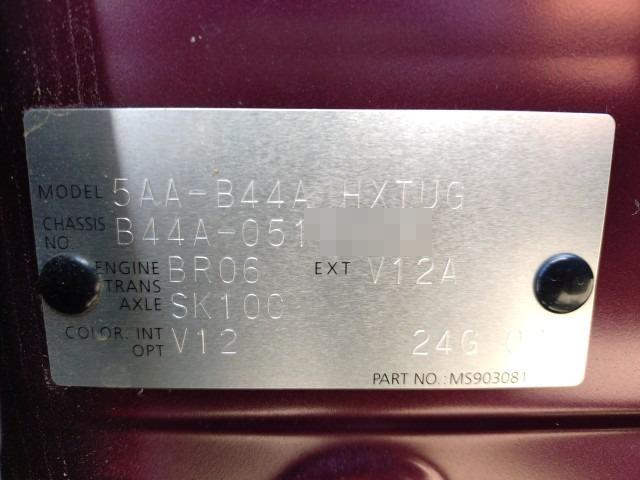 MODEL 5AA-B44A HXTUG
CHASSIS NO. B44A-051
ENGINE BR06 EXT V12A
TRANS AXLE SK10C
COLOR. INT V12
OPT 24G
PART NO.:MS903081